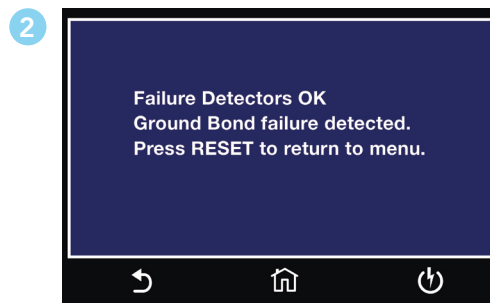 2
Failure Detectors OK
Ground Bond failure detected.
Press RESET to return to menu.